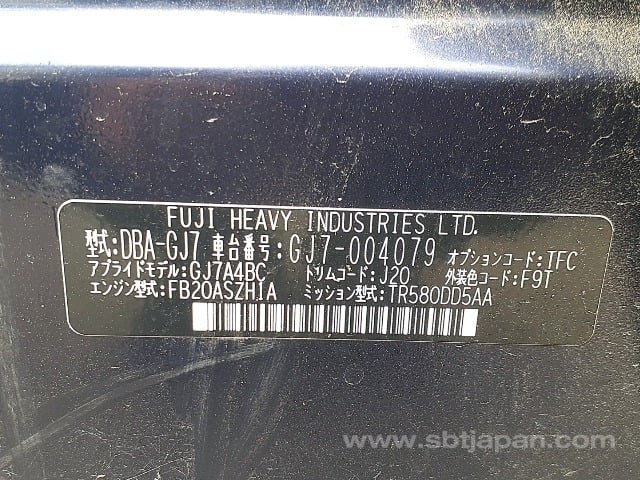 FUJI HEAVY INDUSTRIES LTD.
型式:DBA-GJ7 車台番号:GJ7-004079 オプションコード:TFC
アプライドモデル:GJ7A4BC トリムコード:J20 外装色コード:F9T
エンジン型式:FB20ASZH1A ミッション型式:TR580DD5AA
www.sbtjapan.com